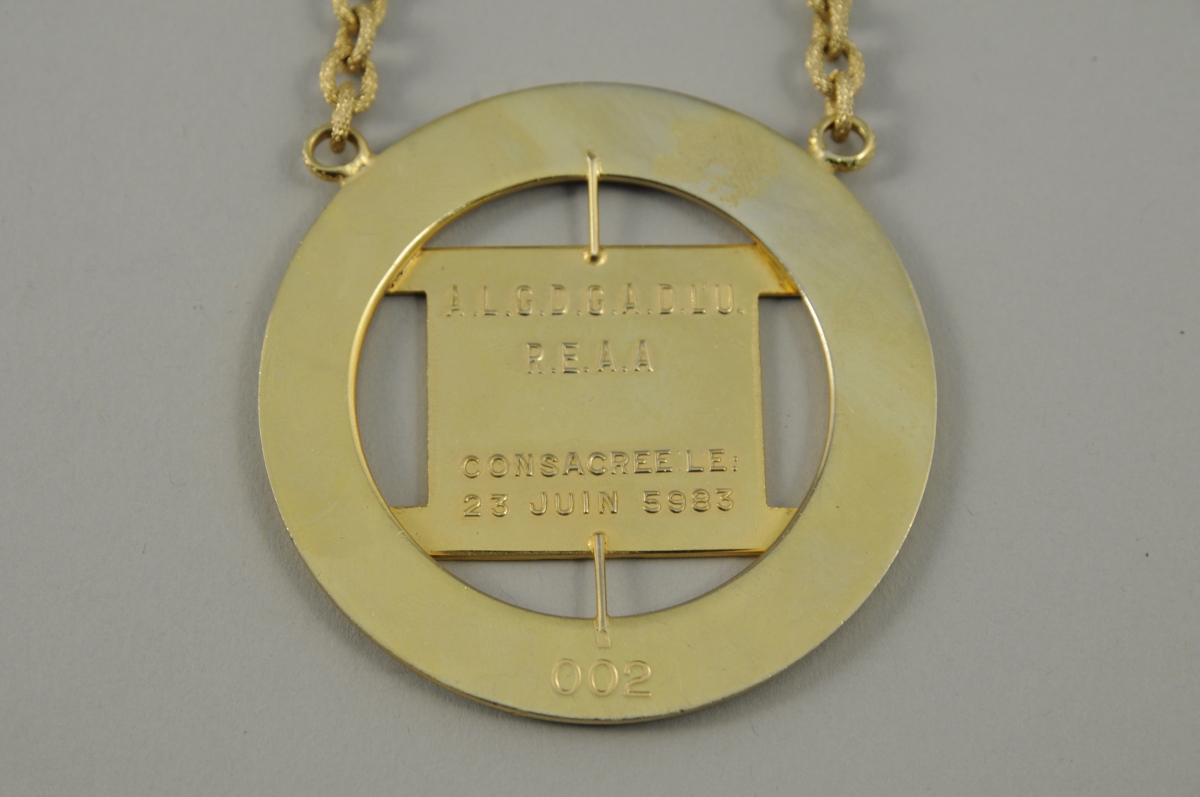 A.L.G.D.G.A.D.L'U.
R.E.A.A
CONSACREE LE:
23 JUIN 5983
002